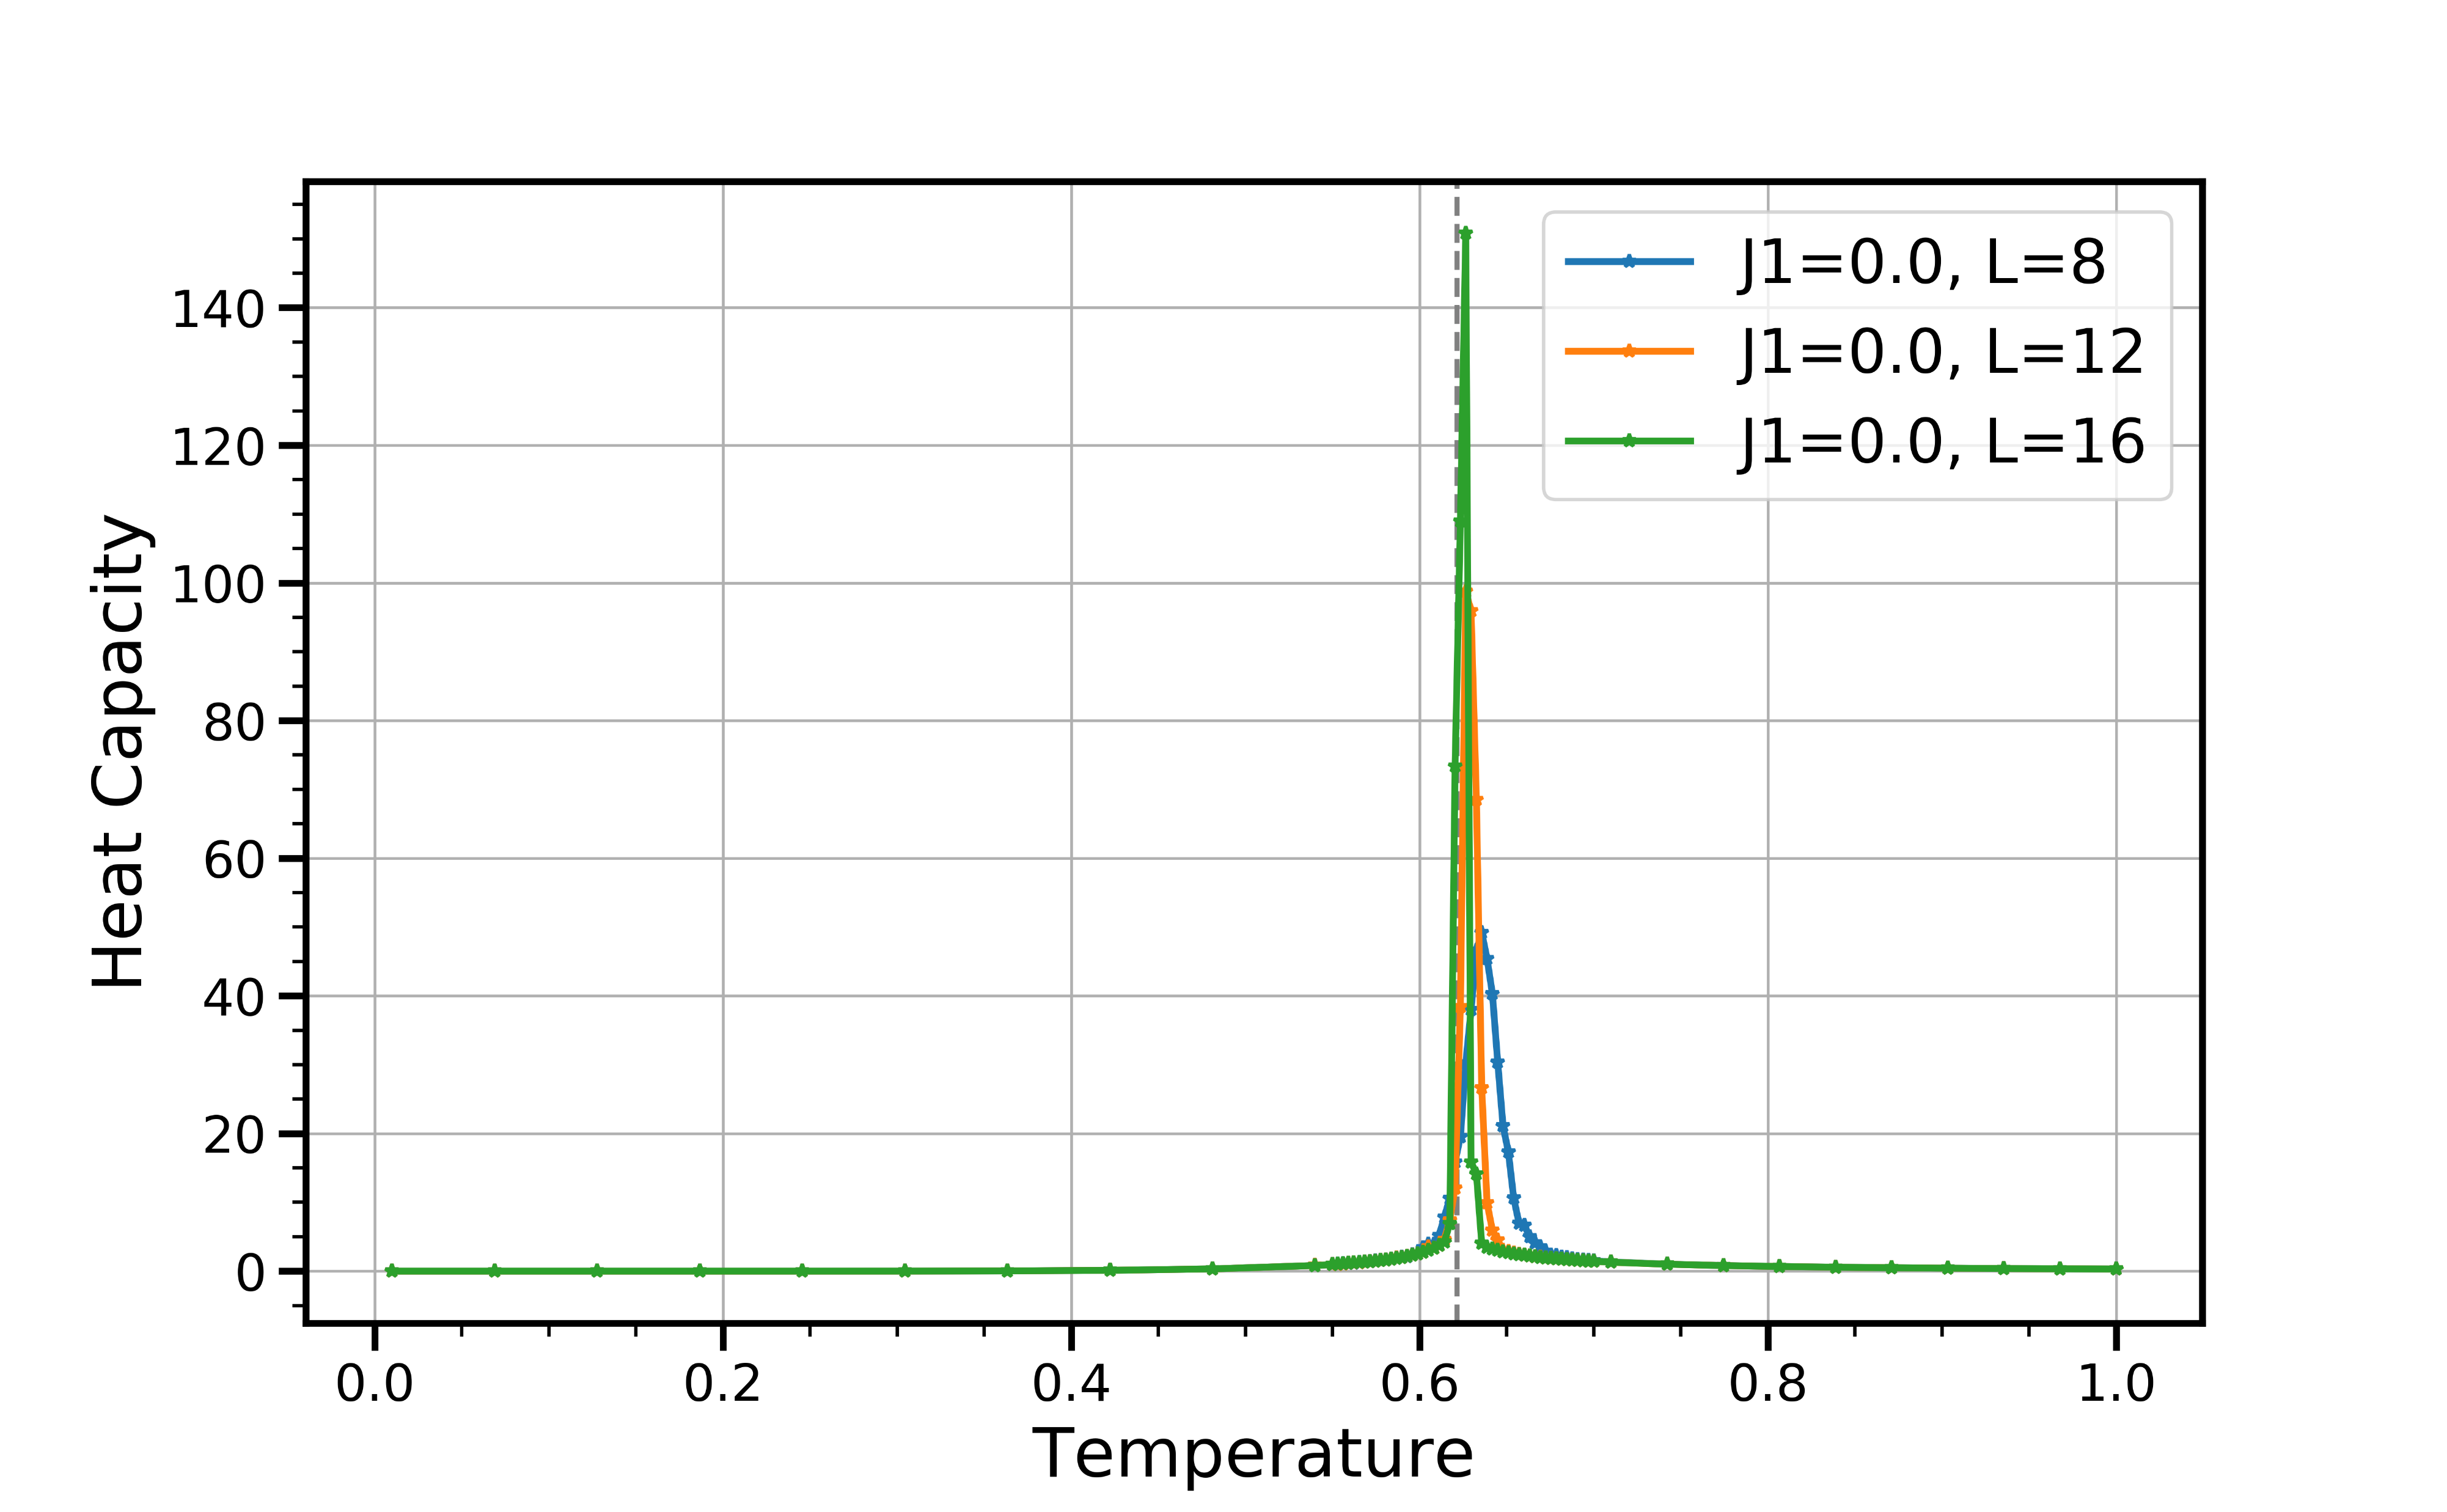 J1=0.0, L=8
J1=0.0, L=12
J1=0.0, L=16
140
120
100
80
60
40
20
0
Heat Capacity
0.0 0.2 0.4 0.6 0.8 1.0
Temperature